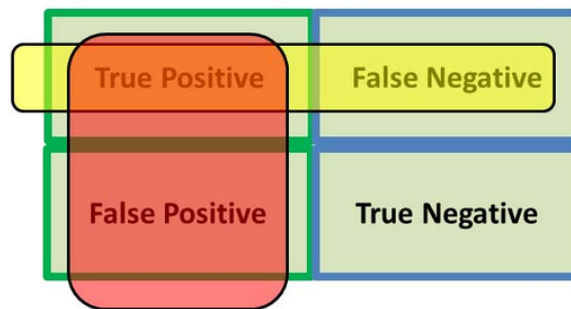 True Positive
False Negative
False Positive
True Negative